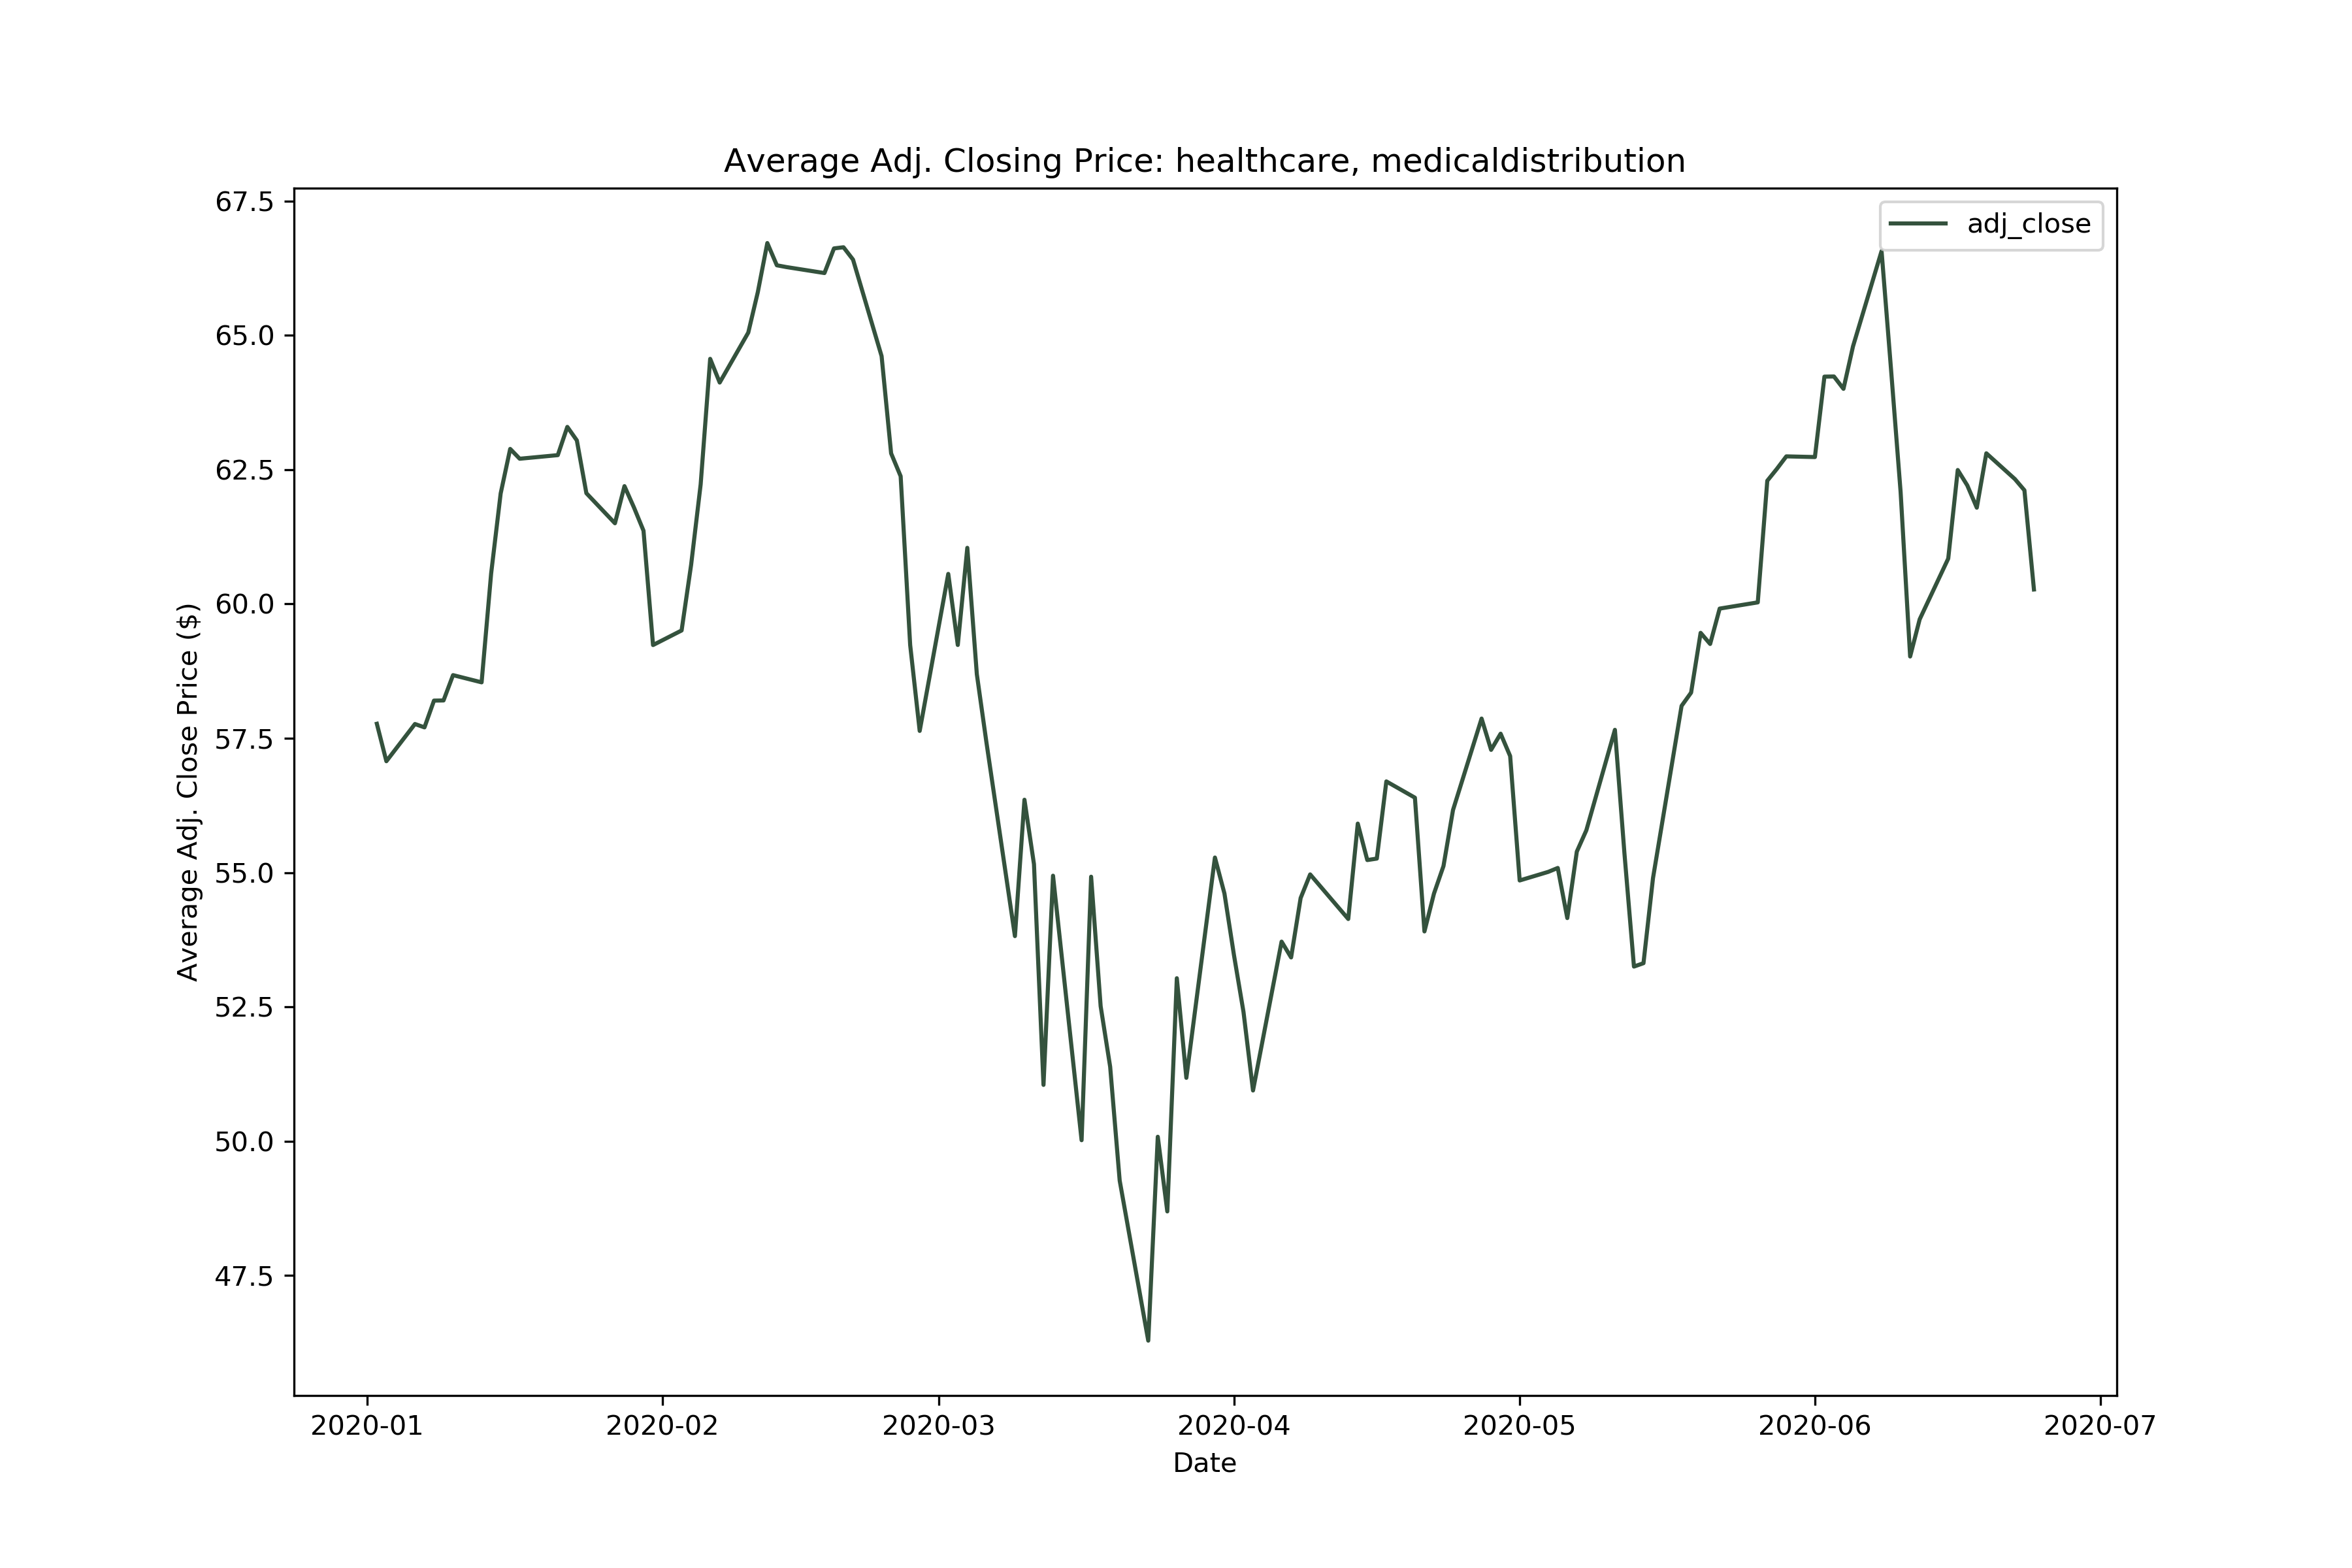 Average Adj. Closing Price: healthcare, medicaldistribution
adj_close
Average Adj. Close Price ($)
67.5
65.0
62.5
60.0
57.5
55.0
52.5
50.0
47.5
2020-01 2020-02 2020-03 2020-04 2020-05 2020-06 2020-07
Date